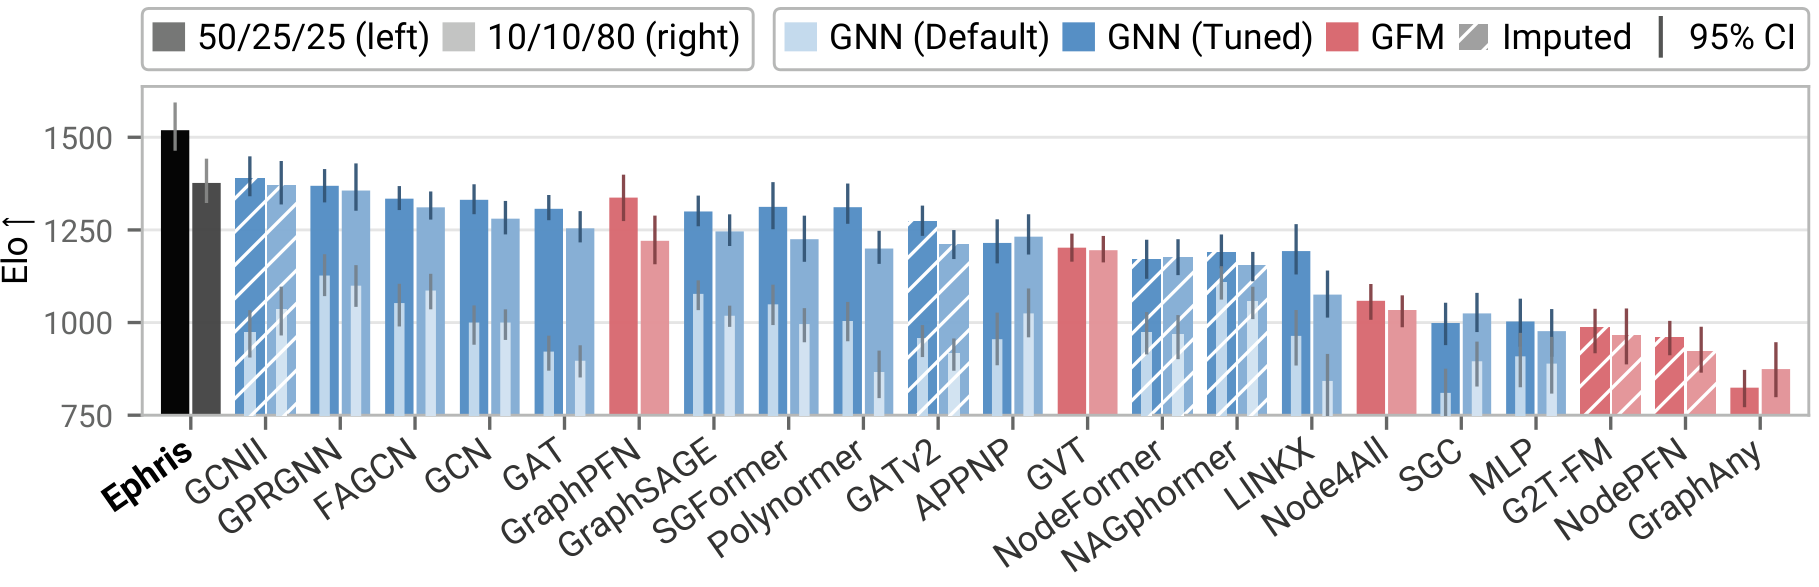 50/25/25 (left) 10/10/80 (right) GNN (Default) GNN (Tuned) GFM Imputed 95% CI
Elo ↑
1500
1250
1000
750
Ephris
GCNII
GPRGNN
FAGCN
GCN
GAT
GraphPFN
GraphSAGE
SGFormer
Polynormer
GATv2
APPNP
GVT
NodeFormer
NAGphormer
LINKX
Node4All
SGC
MLP
G2T-FM
NodePFN
GraphAny